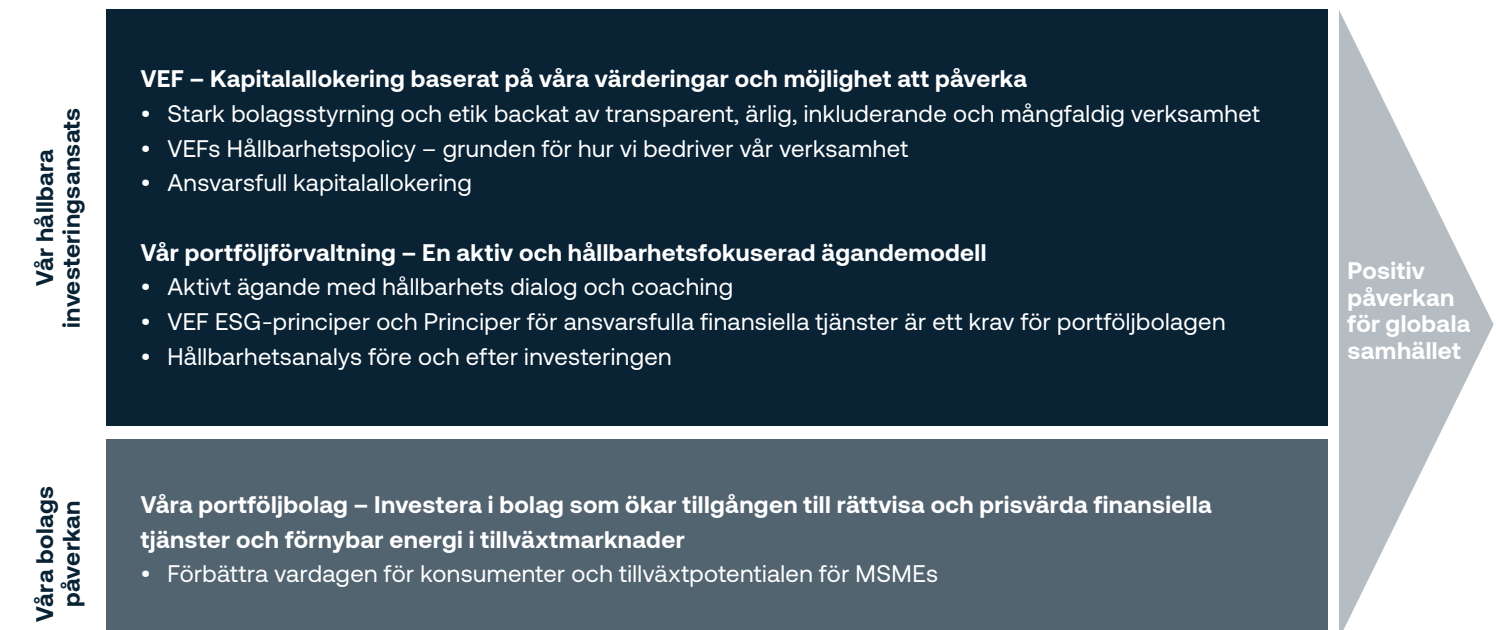 Vår hållbara
investeringsansats
VEF – Kapitalallokering baserat på våra värderingar och möjlighet att påverka
• Stark bolagsstyrning och etik backat av transparent, ärlig, inkluderande och mångfaldig verksamhet
• VEFs Hållbarhetspolicy – grunden för hur vi bedriver vår verksamhet
• Ansvarsfull kapitalallokering
Vår portföljförvaltning – En aktiv och hållbarhetsfokuserad ägandemodell
• Aktivt ägande med hållbarhets dialog och coaching
• VEF ESG-principer och Principer för ansvarsfulla finansiella tjänster är ett krav för portföljbolagen
• Hållbarhetsanalys före och efter investeringen
Våra bolags
påverkan
Våra portföljbolag – Investera i bolag som ökar tillgången till rättvisa och prisvärda finansiella
tjänster och förnybar energi i tillväxtmarknader
• Förbättra vardagen för konsumenter och tillväxtpotentialen för MSMEs
Positiv
påverkan
för globala
samhället